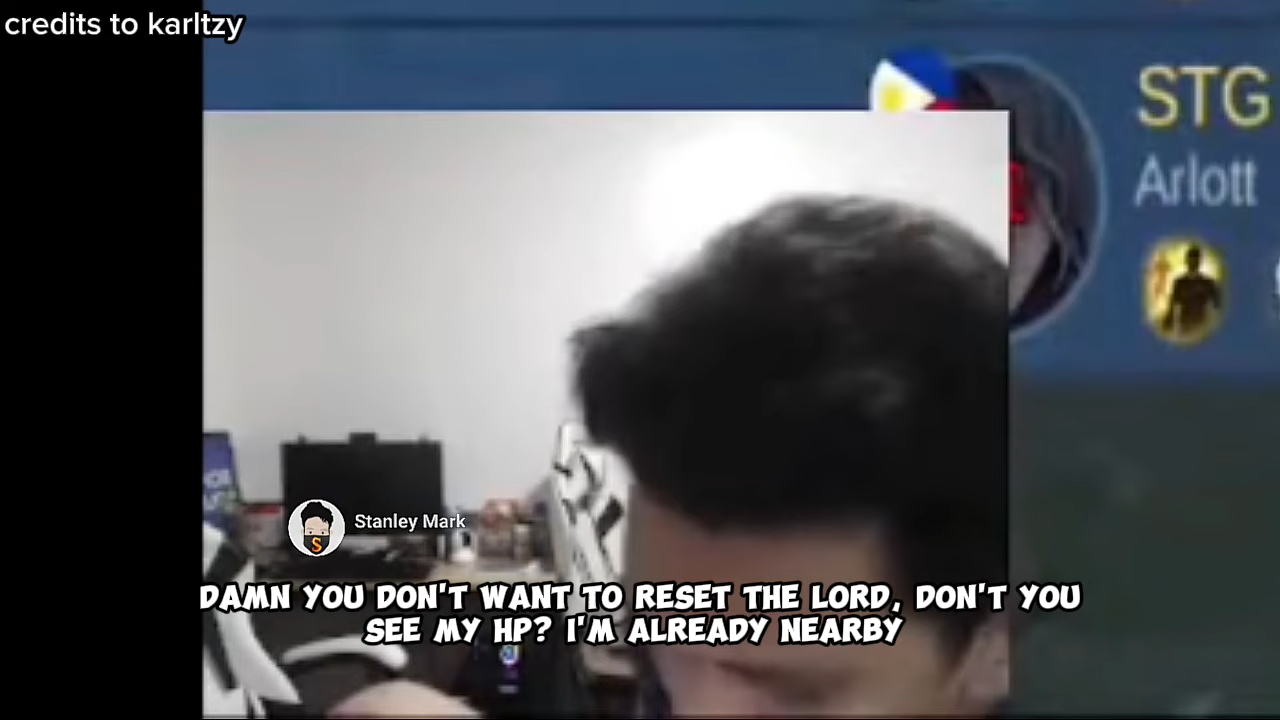 credits to karltzy
STG
Arlott
Stanley Mark
DAMN YOU DON'T WANT TO RESET THE LORD, DON'T YOU
SEE MY HP? I'M ALREADY NEARBY